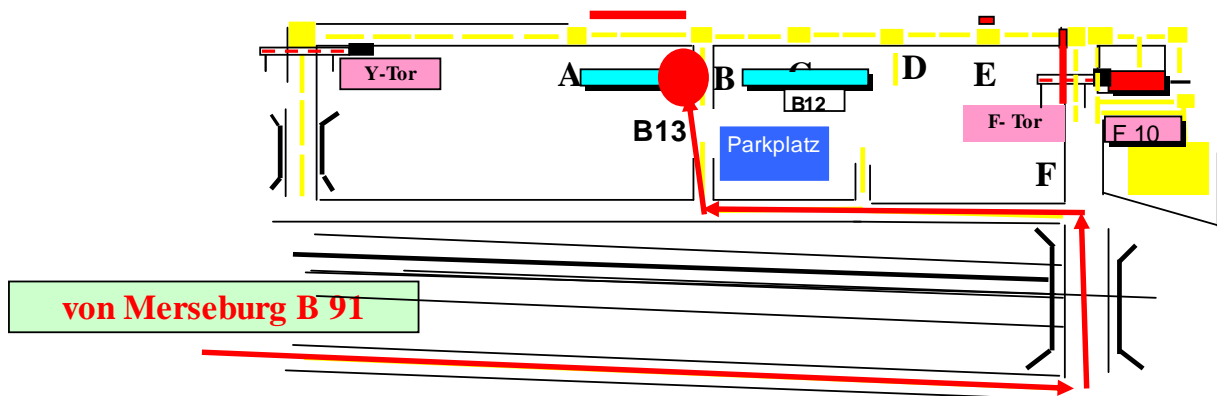 Y-Tor
A
B
C
D
E
B12
B13
F- Tor
Parkplatz
F 10
F
von Merseburg B 91